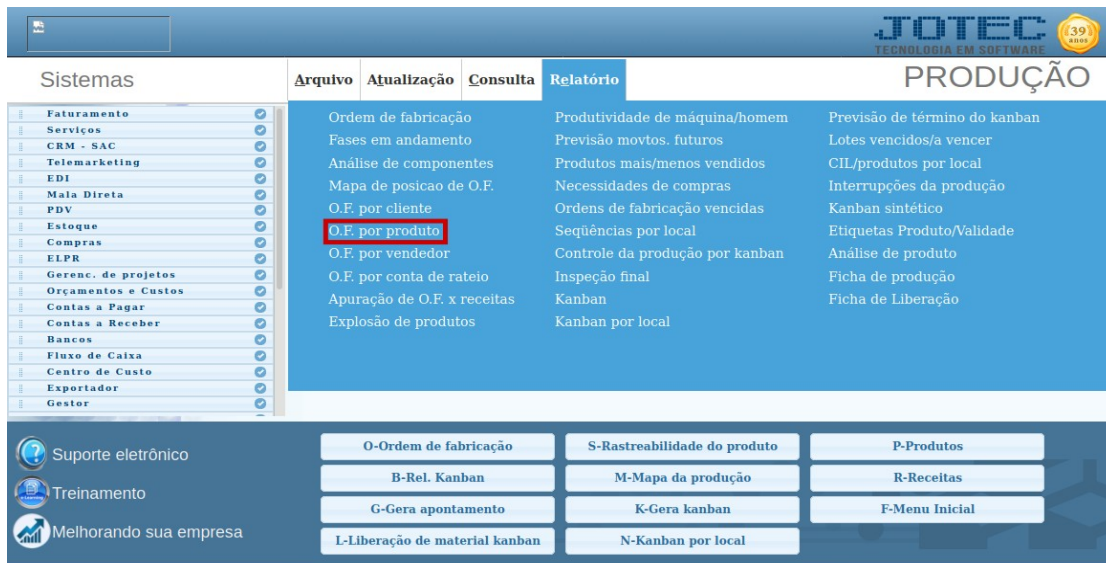 JOTEC
TECNOLOGIA EM SOFTWARE
39
anos
Sistemas
Arquivo Atualização Consulta Relatório
PRODUÇÃO
Faturamento
Serviços
CRM - SAC
Telemarketing
EDI
Mala Direta
PDV
Estoque
Compras
ELPR
Gerenc. de projetos
Orçamentos e Custos
Contas a Pagar
Contas a Receber
Bancos
Fluxo de Caixa
Centro de Custo
Exportador
Gestor
Ordem de fabricação
Fases em andamento
Análise de componentes
Mapa de posicao de O.F.
O.F. por cliente
O.F. por produto
O.F. por vendedor
O.F. por conta de rateio
Apuração de O.F. x receitas
Explosão de produtos
Produtividade de máquina/homem
Previsão movtos. futuros
Produtos mais/menos vendidos
Necessidades de compras
Ordens de fabricação vencidas
Seqüências por local
Controle da produção por kanban
Inspeção final
Kanban
Kanban por local
Previsão de término do kanban
Lotes vencidos/a vencer
CIL/produtos por local
Interrupções da produção
Kanban sintético
Etiquetas Produto/Validade
Análise de produto
Ficha de produção
Ficha de Liberação
Suporte eletrônico
Treinamento
Melhorando sua empresa
O-Ordem de fabricação
S-Rastreabilidade do produto
P-Produtos
B-Rel. Kanban
M-Mapa da produção
R-Receitas
G-Gera apontamento
K-Gera kanban
F-Menu Inicial
L-Liberação de material kanban
N-Kanban por local